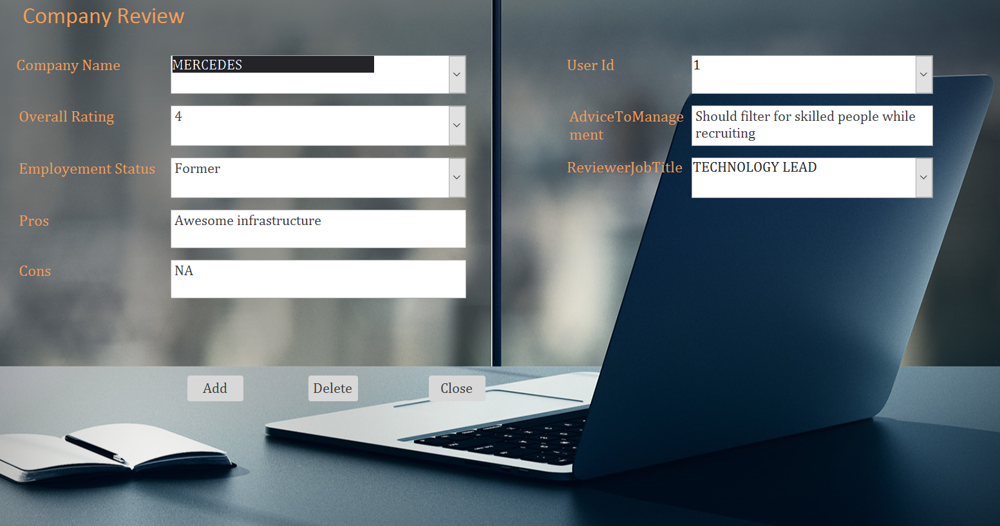 Company Review
Company Name
MERCEDES
User Id
1
Overall Rating
4
AdviceToManage
ment
Should filter for skilled people while
recruiting
Employement Status
Former
ReviewerJobTitle
TECHNOLOGY LEAD
Pros
Awesome infrastructure
Cons
NA
Add
Delete
Close